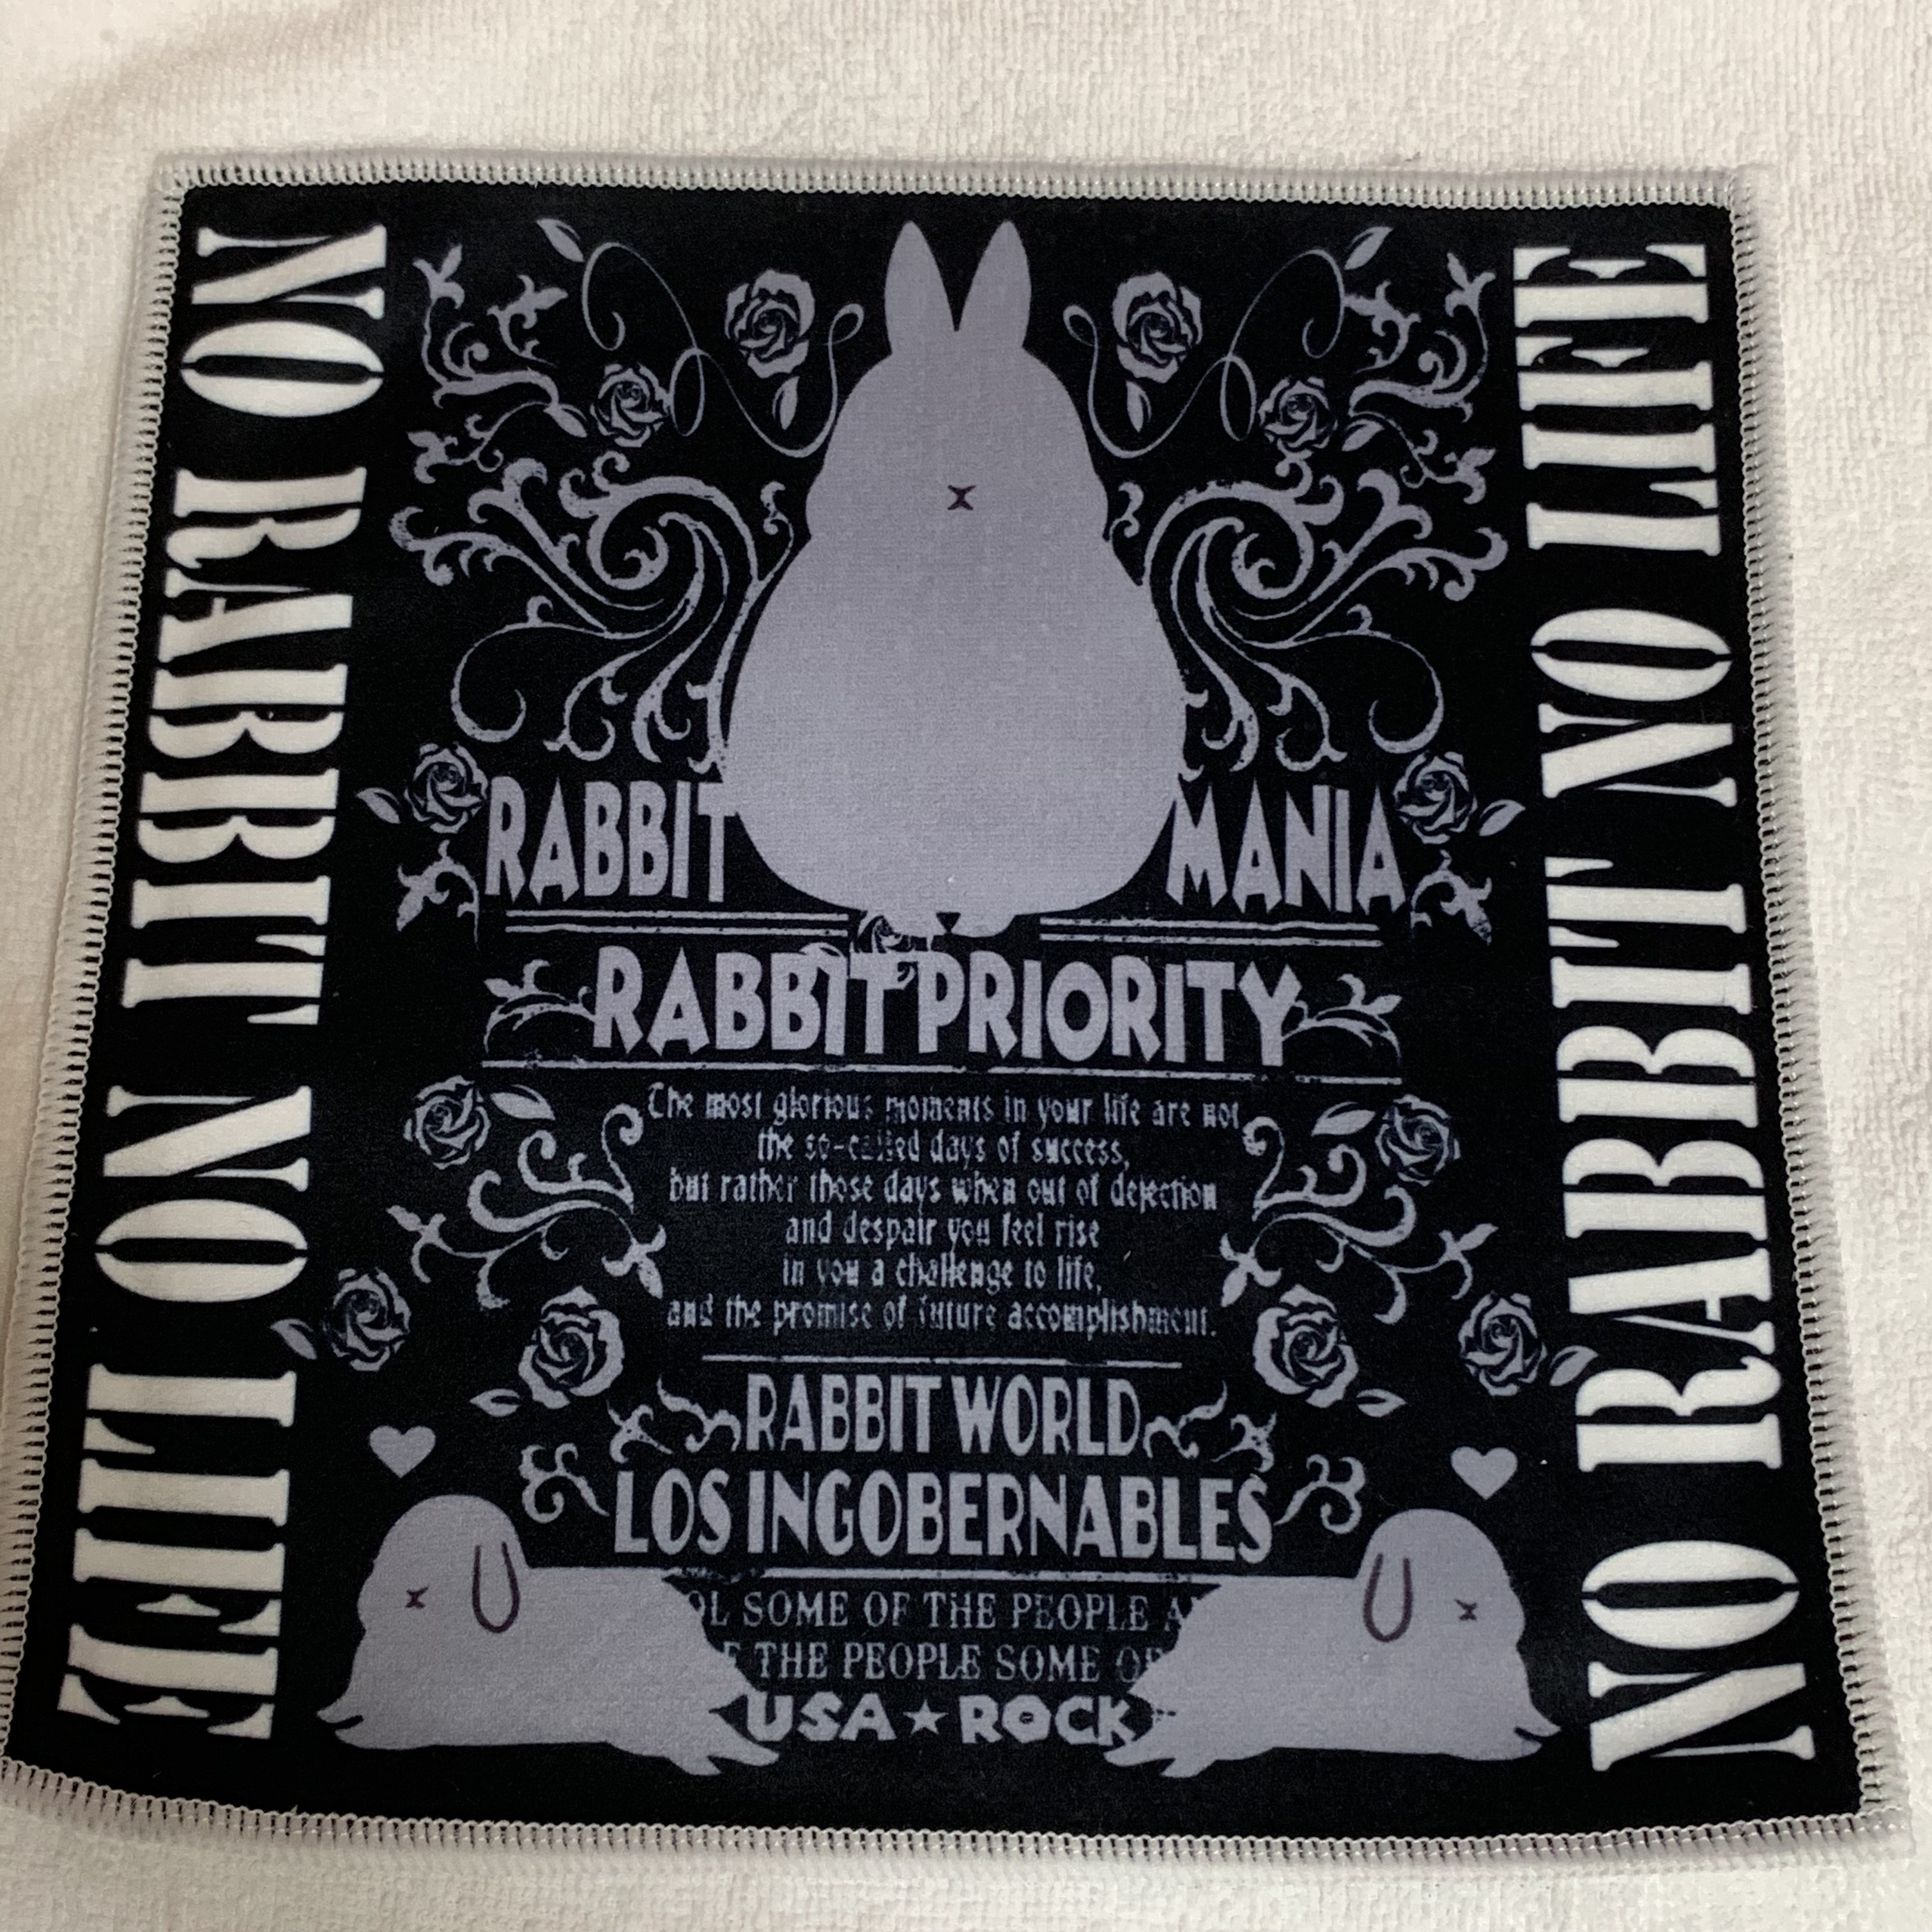 NO RABBIT NO LIFE
RABBIT MANIA
RABBIT PRIORITY
The most glorious moments in your life are not
the so-called days of success,
but rather those days when out of dejection
and despair you feel rise
in you a challenge to life,
and the promise of future accomplishment.
RABBIT WORLD
LOS INGOBERNABLES
SOME OF THE PEOPLE
THE PEOPLE SOME OF
USA★ROCK
NO RABBIT NO LIFE